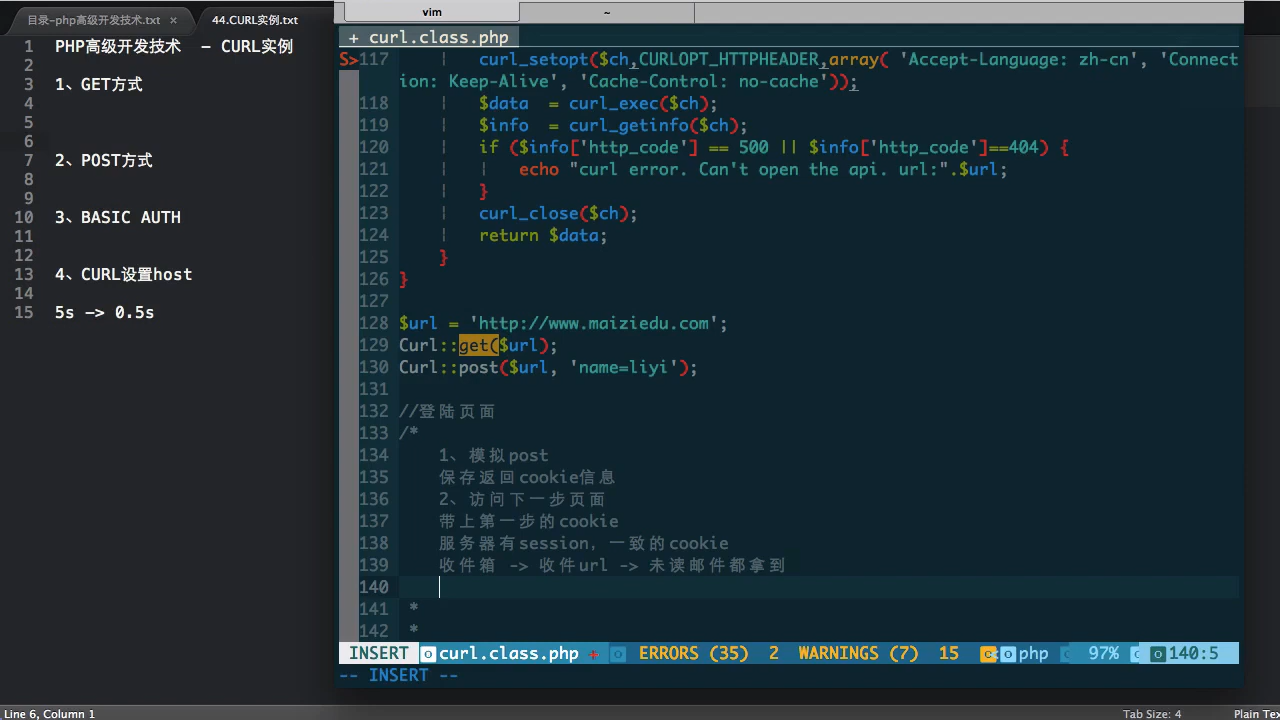 目录-php高级开发技术.txt ×
44.CURL实例.txt
1 PHP高级开发技术 - CURL实例
2
3 1、GET方式
4
5
6
7 2、POST方式
8
9
10 3、BASIC AUTH
11
12
13 4、CURL设置host
14
15 5s -> 0.5s
Line 6, Column 1
vim
~
+ curl.class.php
S>117 curl_setopt($ch,CURLOPT_HTTPHEADER,array( 'Accept-Language: zh-cn', 'Connect
ion: Keep-Alive', 'Cache-Control: no-cache'));
118 $data = curl_exec($ch);
119 $info = curl_getinfo($ch);
120 if ($info['http_code'] == 500 || $info['http_code']==404) {
121 echo "curl error. Can't open the api. url:".$url;
122 }
123 curl_close($ch);
124 return $data;
125 }
126 }
127
128 $url = 'http://www.maiziedu.com';
129 Curl::get($url);
130 Curl::post($url, 'name=liyi');
131
132 //登陆页面
133 /*
134 1、模拟post
135 保存返回cookie信息
136 2、访问下一步页面
137 带上第一步的cookie
138 服务器有session，一致的cookie
139 收件箱 -> 收件url -> 未读邮件都拿到
140
141 *
142 *
INSERT curl.class.php + ERRORS (35) 2 WARNINGS (7) 15 php 97% 140:5
-- INSERT --
Tab Size: 4
Plain Tex